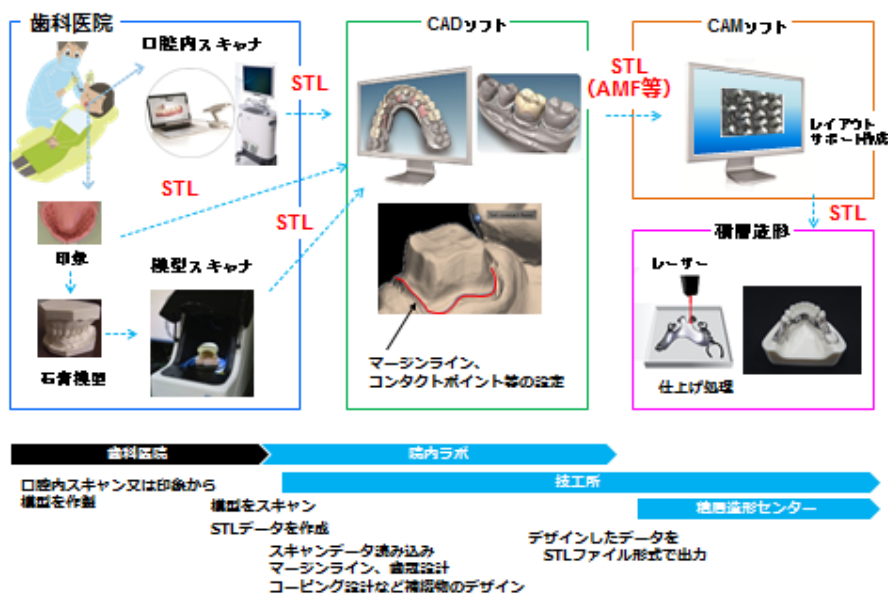 歯科医院
口腔内スキャナ
STL
STL
STL
印象
模型スキャナ
石膏模型
CADソフト
マージンライン、
コンタクトポイント等の設定
STL
(AMF等)
CAMソフト
レイアウト
サポート作成
STL
積層造形
レーザー
仕上げ処理
歯科医院
院内ラボ
技工所
積層造形センター
口腔内スキャン又は印象から
模型を作製
模型をスキャン
STLデータを作成
スキャンデータ読み込み
マージンライン、歯冠設計
コーピング設計など補綴物のデザイン
デザインしたデータを
STLファイル形式で出力